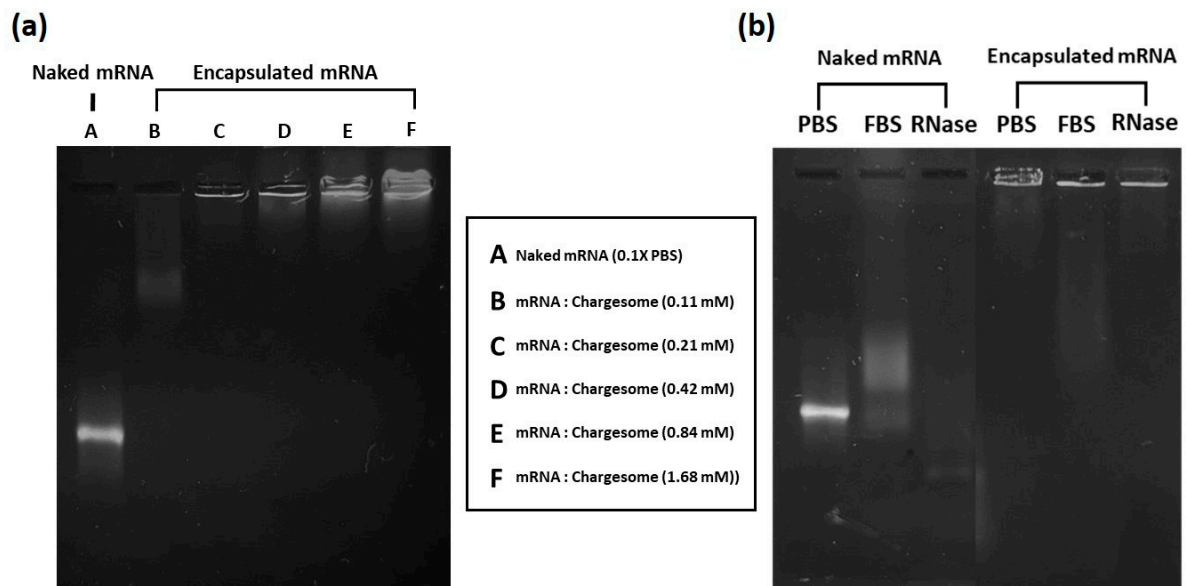 (a)
Naked mRNA Encapsulated mRNA
A B C D E F
A Naked mRNA (0.1X PBS)
B mRNA : Chargesome (0.11 mM)
C mRNA : Chargesome (0.21 mM)
D mRNA : Chargesome (0.42 mM)
E mRNA : Chargesome (0.84 mM)
F mRNA : Chargesome (1.68 mM))
(b)
Naked mRNA Encapsulated mRNA
PBS FBS RNase PBS FBS RNase